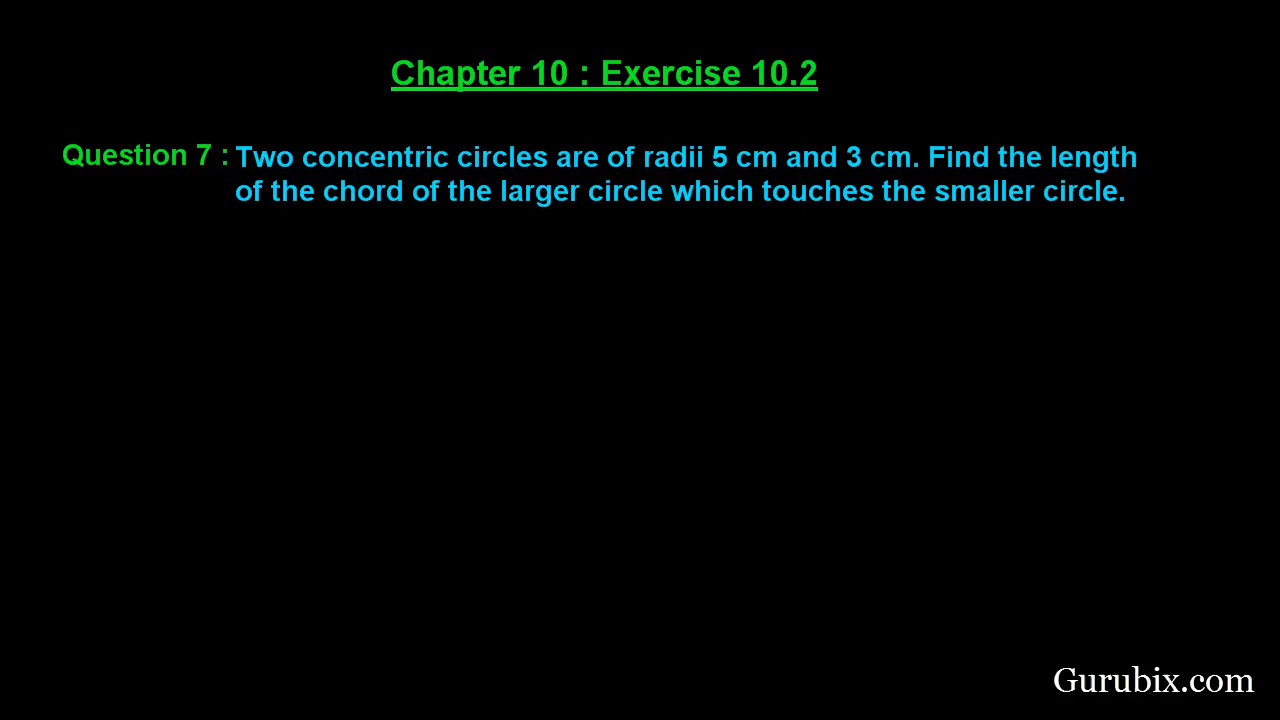 Chapter 10 : Exercise 10.2
Question 7 : Two concentric circles are of radii 5 cm and 3 cm. Find the length
of the chord of the larger circle which touches the smaller circle.
Gurubix.com